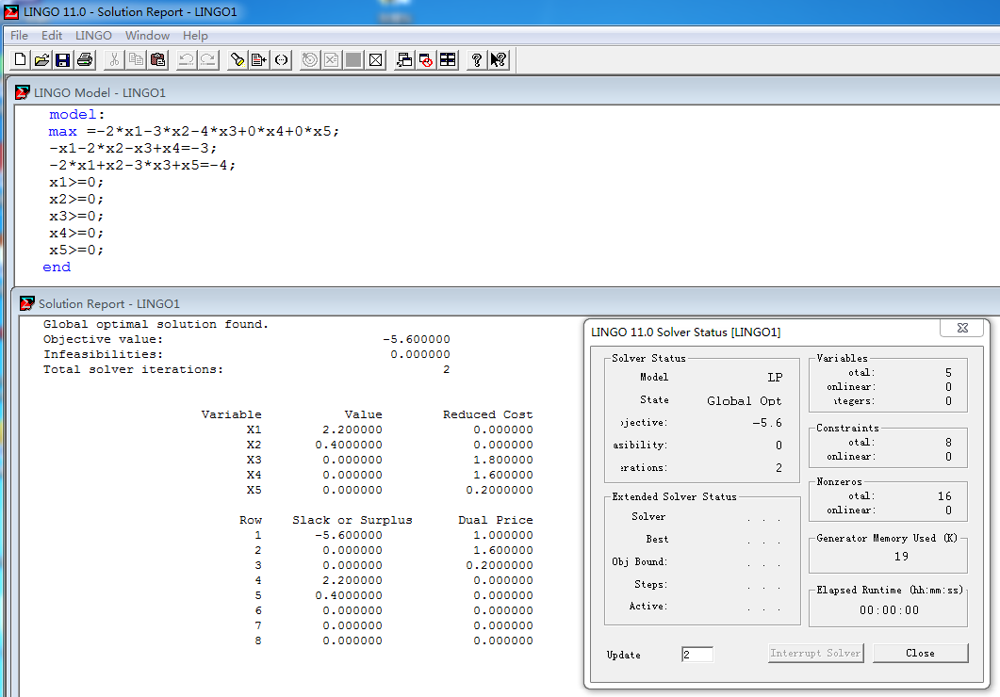 LINGO 11.0 - Solution Report - LINGO1
File Edit LINGO Window Help
LINGO Model - LINGO1
model:
max =-2*x1-3*x2-4*x3+0*x4+0*x5;
-x1-2*x2-x3+x4=-3;
-2*x1+x2-3*x3+x5=-4;
x1>=0;
x2>=0;
x3>=0;
x4>=0;
x5>=0;
end
Solution Report - LINGO1
Global optimal solution found.
Objective value: -5.600000
Infeasibilities: 0.000000
Total solver iterations: 2
Variable Value Reduced Cost
X1 2.200000 0.000000
X2 0.4000000 0.000000
X3 0.000000 1.800000
X4 0.000000 1.600000
X5 0.000000 0.2000000
Row Slack or Surplus Dual Price
1 -5.600000 1.000000
2 0.000000 1.600000
3 0.000000 0.2000000
4 2.200000 0.000000
5 0.4000000 0.000000
6 0.000000 0.000000
7 0.000000 0.000000
8 0.000000 0.000000
LINGO 11.0 Solver Status [LINGO1]
Solver Status
Model LP
State Global Opt
jective: -5.6
asibility: 0
erations: 2
Extended Solver Status
Solver . . .
Best . . .
Obj Bound: . . .
Steps: . . .
Active: . . .
Variables
otal: 5
onlinear: 0
ntegers: 0
Constraints
otal: 8
onlinear: 0
Nonzeros
otal: 16
onlinear: 0
Generator Memory Used (K)
19
Elapsed Runtime (hh:mm:ss)
00:00:00
Update 2 Interrupt Solver Close